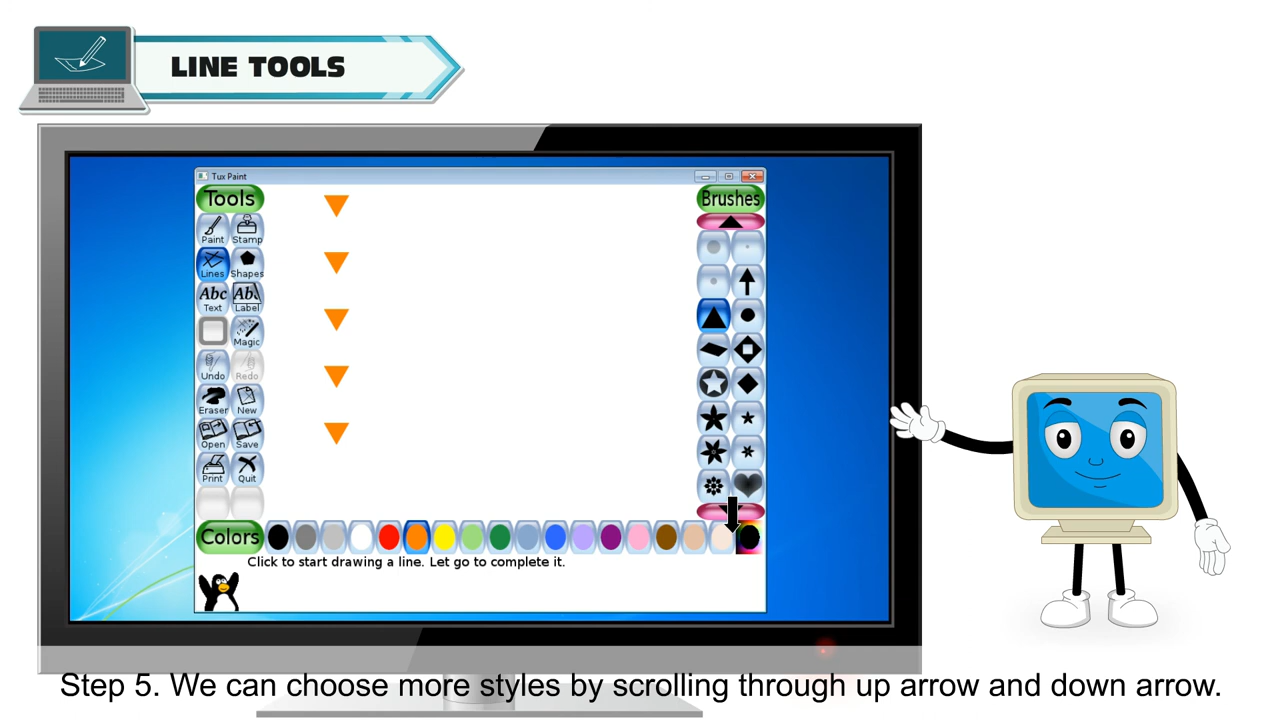 LINE TOOLS
Tux Paint
Tools
Brushes
Paint Stamp
Lines Shapes
Abc Abc
Text Label
Magic
Undo Redo
Eraser New
Open Save
Print Quit
Colors
Click to start drawing a line. Let go to complete it.
Step 5. We can choose more styles by scrolling through up arrow and down arrow.